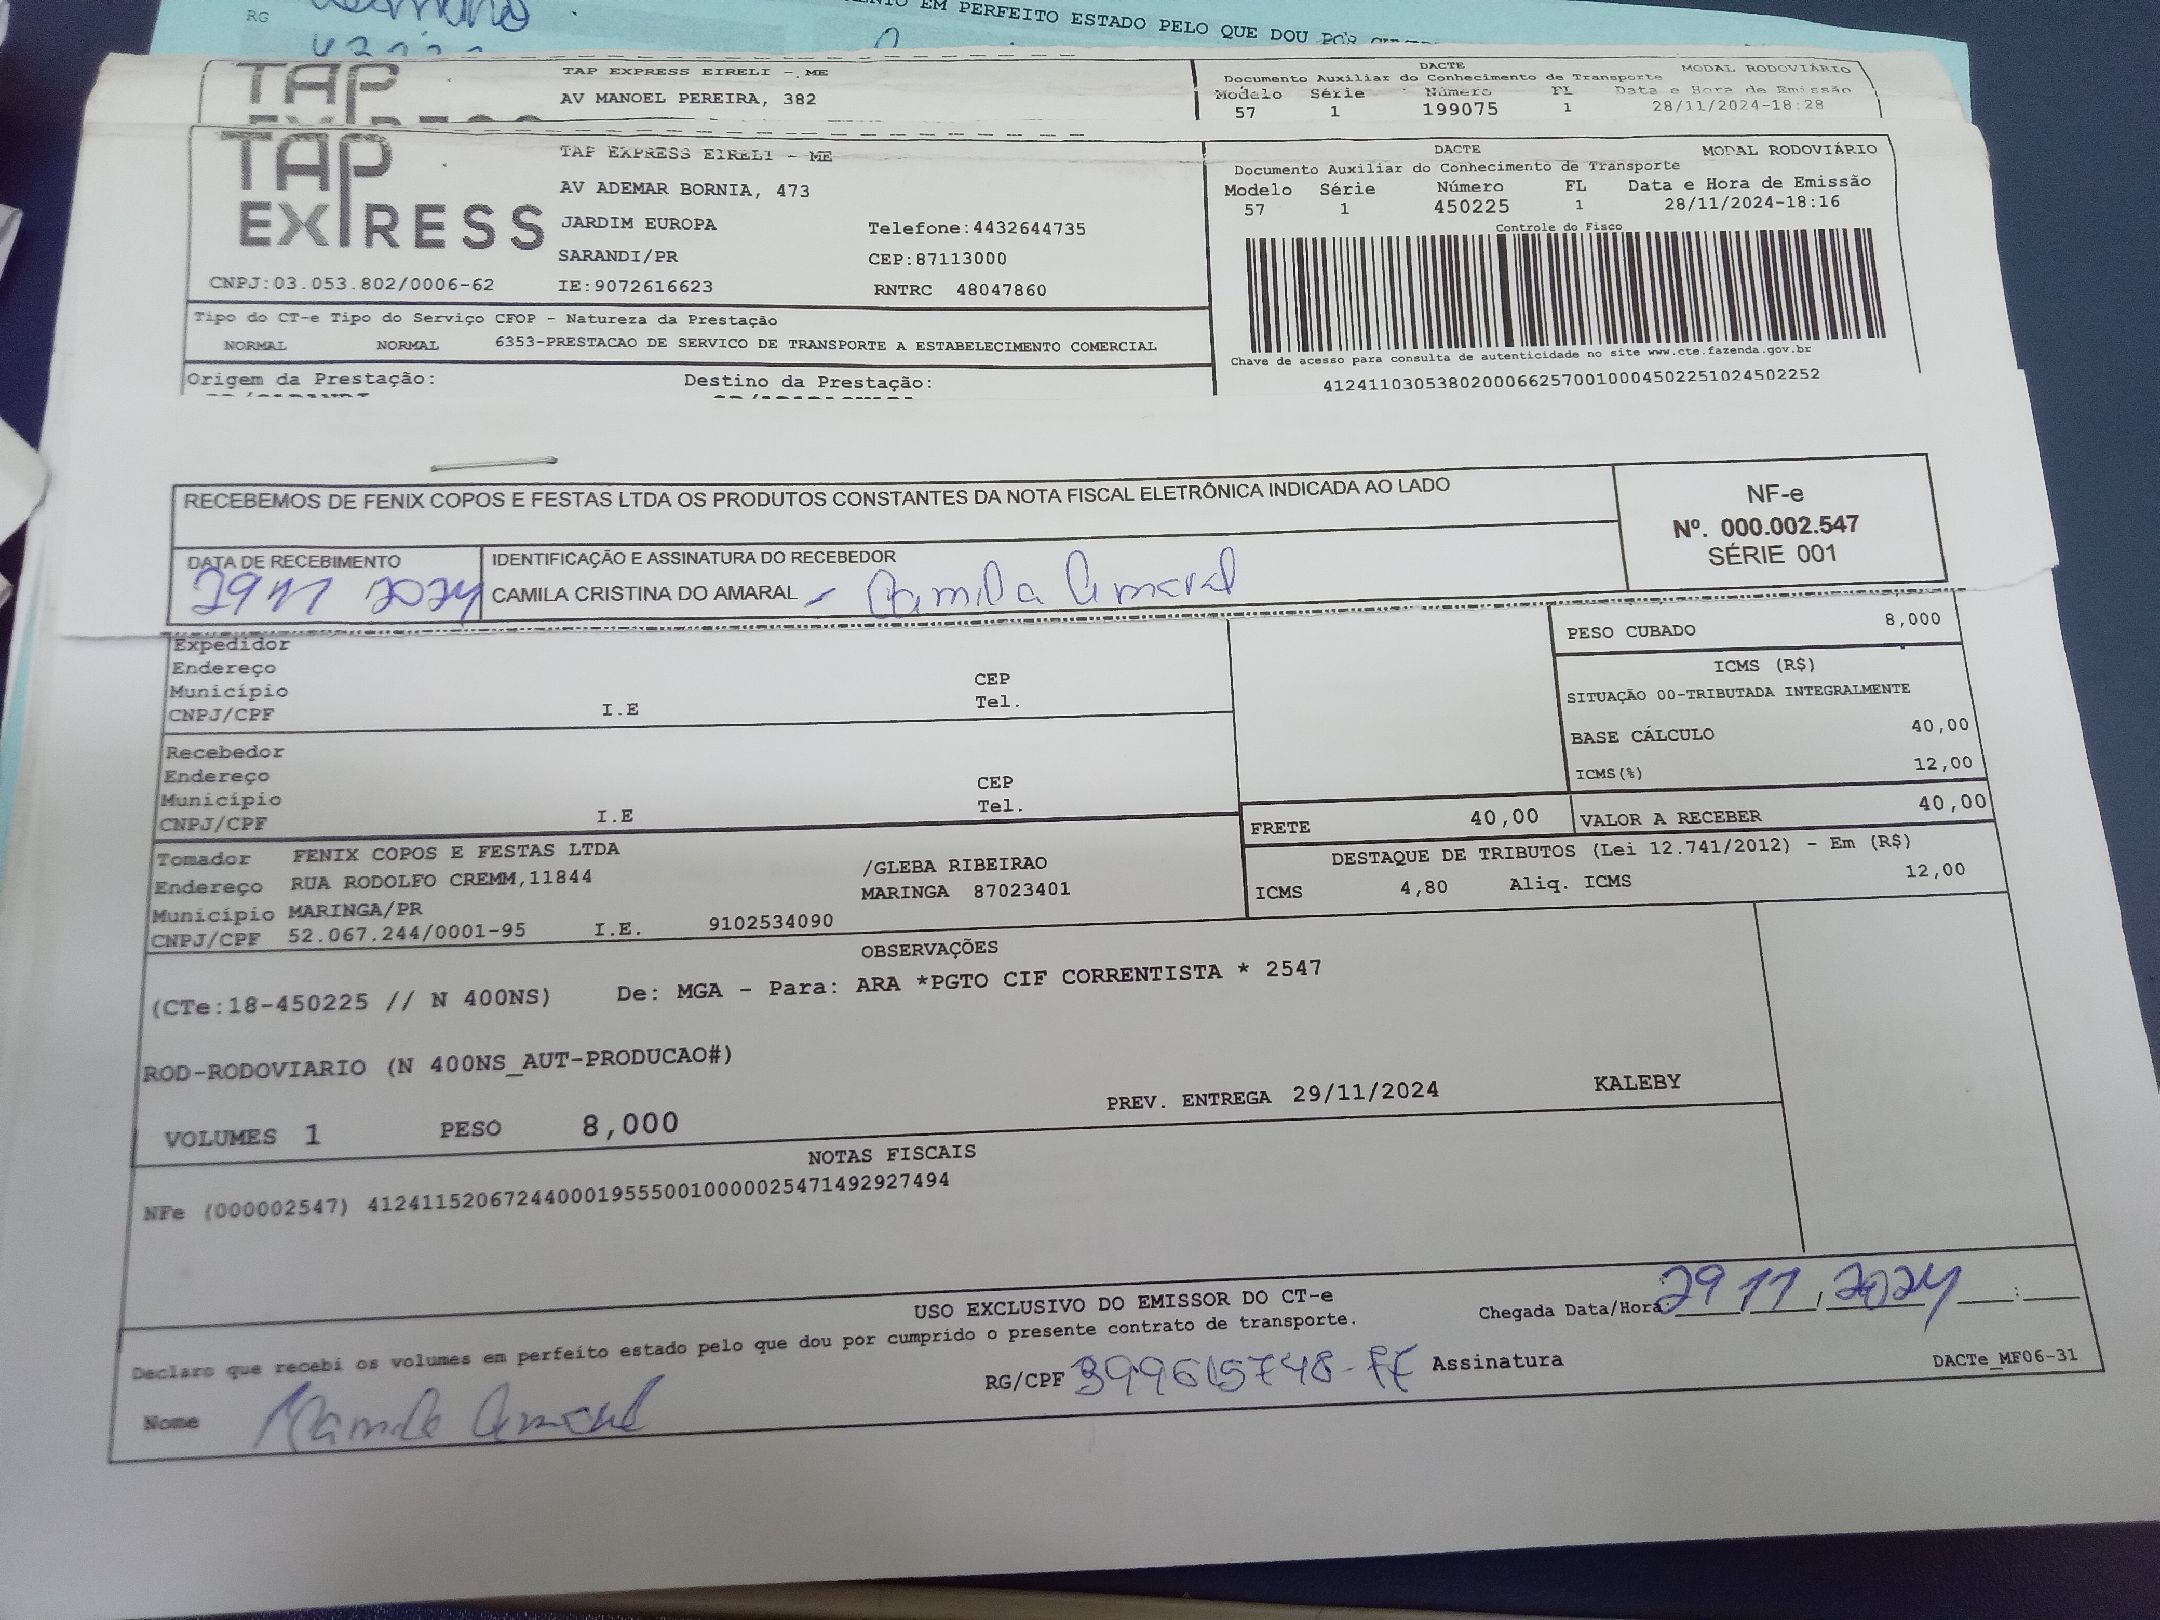 RG
EM PERFEITO ESTADO PELO QUE DOU POR
TAP
TAP EXPRESS EIRELI - ME
AV MANOEL PEREIRA, 382
DACTE MODAL RODOVIÁRIO
Documento Auxiliar do Conhecimento de Transporte
Modelo Série Número FL Data e Hora de Emissão
57 1 199075 1 28/11/2024-18:28
TAP EXPRESS
TAP EXPRESS EIRELI - ME
AV ADEMAR BORNIA, 473
JARDIM EUROPA Telefone:4432644735
SARANDI/PR CEP:87113000
CNPJ:03.053.802/0006-62 IE:9072616623 RNTRC 48047860
DACTE MODAL RODOVIÁRIO
Documento Auxiliar do Conhecimento de Transporte
Modelo Série Número FL Data e Hora de Emissão
57 1 450225 1 28/11/2024-18:16
Controle do Fisco
Chave de acesso para consulta de autenticidade no site www.cte.fazenda.gov.br
41241103053802000662570010004502251024502252
Tipo do CT-e Tipo do Serviço CFOP - Natureza da Prestação
NORMAL NORMAL 6353-PRESTACAO DE SERVICO DE TRANSPORTE A ESTABELECIMENTO COMERCIAL
Origem da Prestação: Destino da Prestação:
RECEBEMOS DE FENIX COPOS E FESTAS LTDA OS PRODUTOS CONSTANTES DA NOTA FISCAL ELETRÔNICA INDICADA AO LADO
NF-e
Nº. 000.002.547
SÉRIE 001
DATA DE RECEBIMENTO IDENTIFICAÇÃO E ASSINATURA DO RECEBEDOR
29 11 2024 CAMILA CRISTINA DO AMARAL - Camila Amaral
Expedidor
Endereço
Município CEP
CNPJ/CPF I.E Tel.
Recebedor
Endereço
Município CEP
CNPJ/CPF I.E Tel.
PESO CUBADO 8,000
ICMS (R$)
SITUAÇÃO 00-TRIBUTADA INTEGRALMENTE
BASE CÁLCULO 40,00
ICMS(%) 12,00
FRETE 40,00 VALOR A RECEBER 40,00
DESTAQUE DE TRIBUTOS (Lei 12.741/2012) - Em (R$)
ICMS 4,80 Aliq. ICMS 12,00
Tomador FENIX COPOS E FESTAS LTDA
Endereço RUA RODOLFO CREMM,11844 /GLEBA RIBEIRAO
Município MARINGA/PR MARINGA 87023401
CNPJ/CPF 52.067.244/0001-95 I.E. 9102534090
OBSERVAÇÕES
(CTe:18-450225 // N 400NS) De: MGA - Para: ARA *PGTO CIF CORRENTISTA * 2547
ROD-RODOVIARIO (N 400NS_AUT-PRODUCAO#)
VOLUMES 1 PESO 8,000 PREV. ENTREGA 29/11/2024 KALEBY
NOTAS FISCAIS
NFe (000002547) 41241152067244000195550010000025471492927494
USO EXCLUSIVO DO EMISSOR DO CT-e
Chegada Data/Hora: 29 11, 2024 :
Declaro que recebi os volumes em perfeito estado pelo que dou por cumprido o presente contrato de transporte.
Nome Camila Amaral RG/CPF Assinatura
DACTe_MF06-31